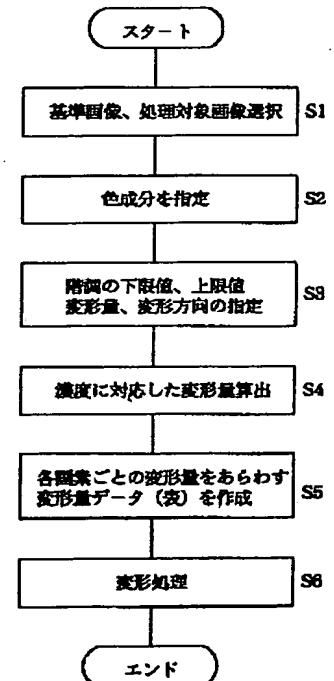 スタート
基準画像、処理対象画像選択 S1
色成分を指定 S2
階調の下限値、上限値
変形量、変形方向の指定 S3
濃度に対応した変形量算出 S4
各画素ごとの変形量をあらわす
変形量データ（表）を作成 S5
変形処理 S6
エンド